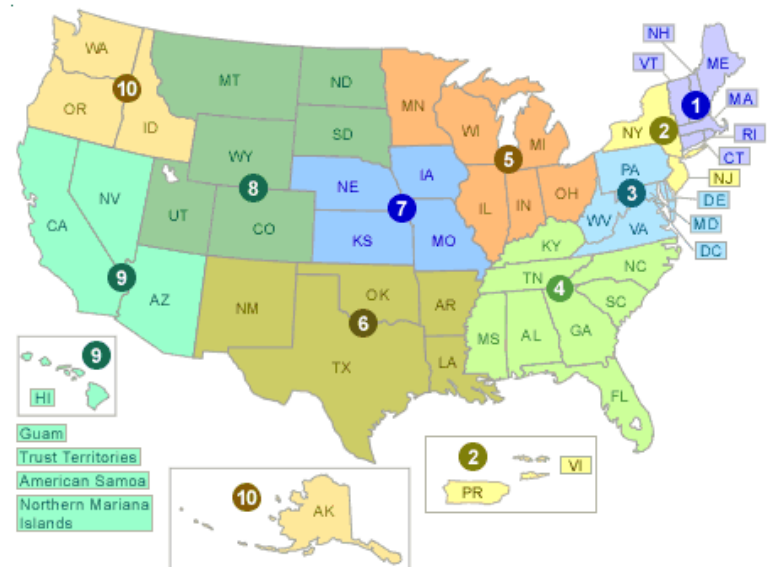 NH
WA
VT
ME
10
MT
ND
MN
1
MA
OR
ID
SD
WI
MI
NY
2
RI
5
CT
WY
IA
PA
NJ
8
NE
3
DE
NV
7
IL
IN
OH
WV
MD
CA
UT
CO
KS
MO
KY
VA
DC
9
AZ
TN
NC
4
NM
OK
AR
SC
6
MS
AL
GA
TX
LA
9
HI
FL
Guam
Trust Territories
American Samoa
Northern Mariana
Islands
2
VI
PR
10
AK